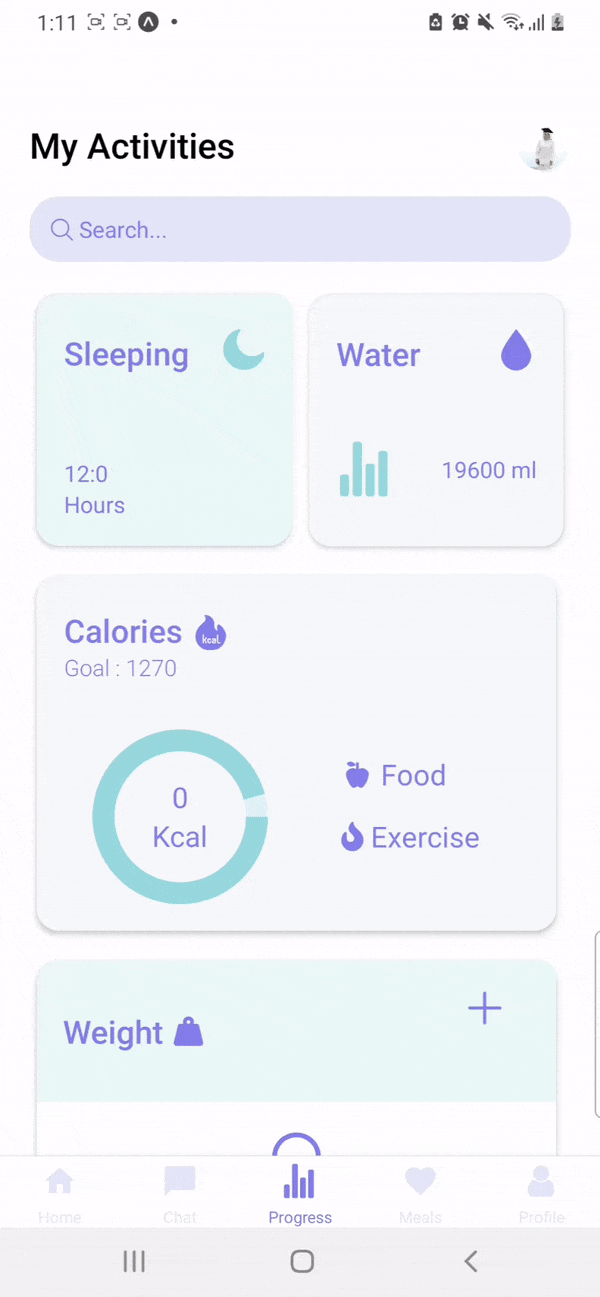 1:11
My Activities
Search...
Sleeping
Water
12:0
Hours
19600 ml
Calories
kcal
Goal : 1270
0
Kcal
Food
Exercise
Weight
Home
Chat
Progress
Meals
Profile